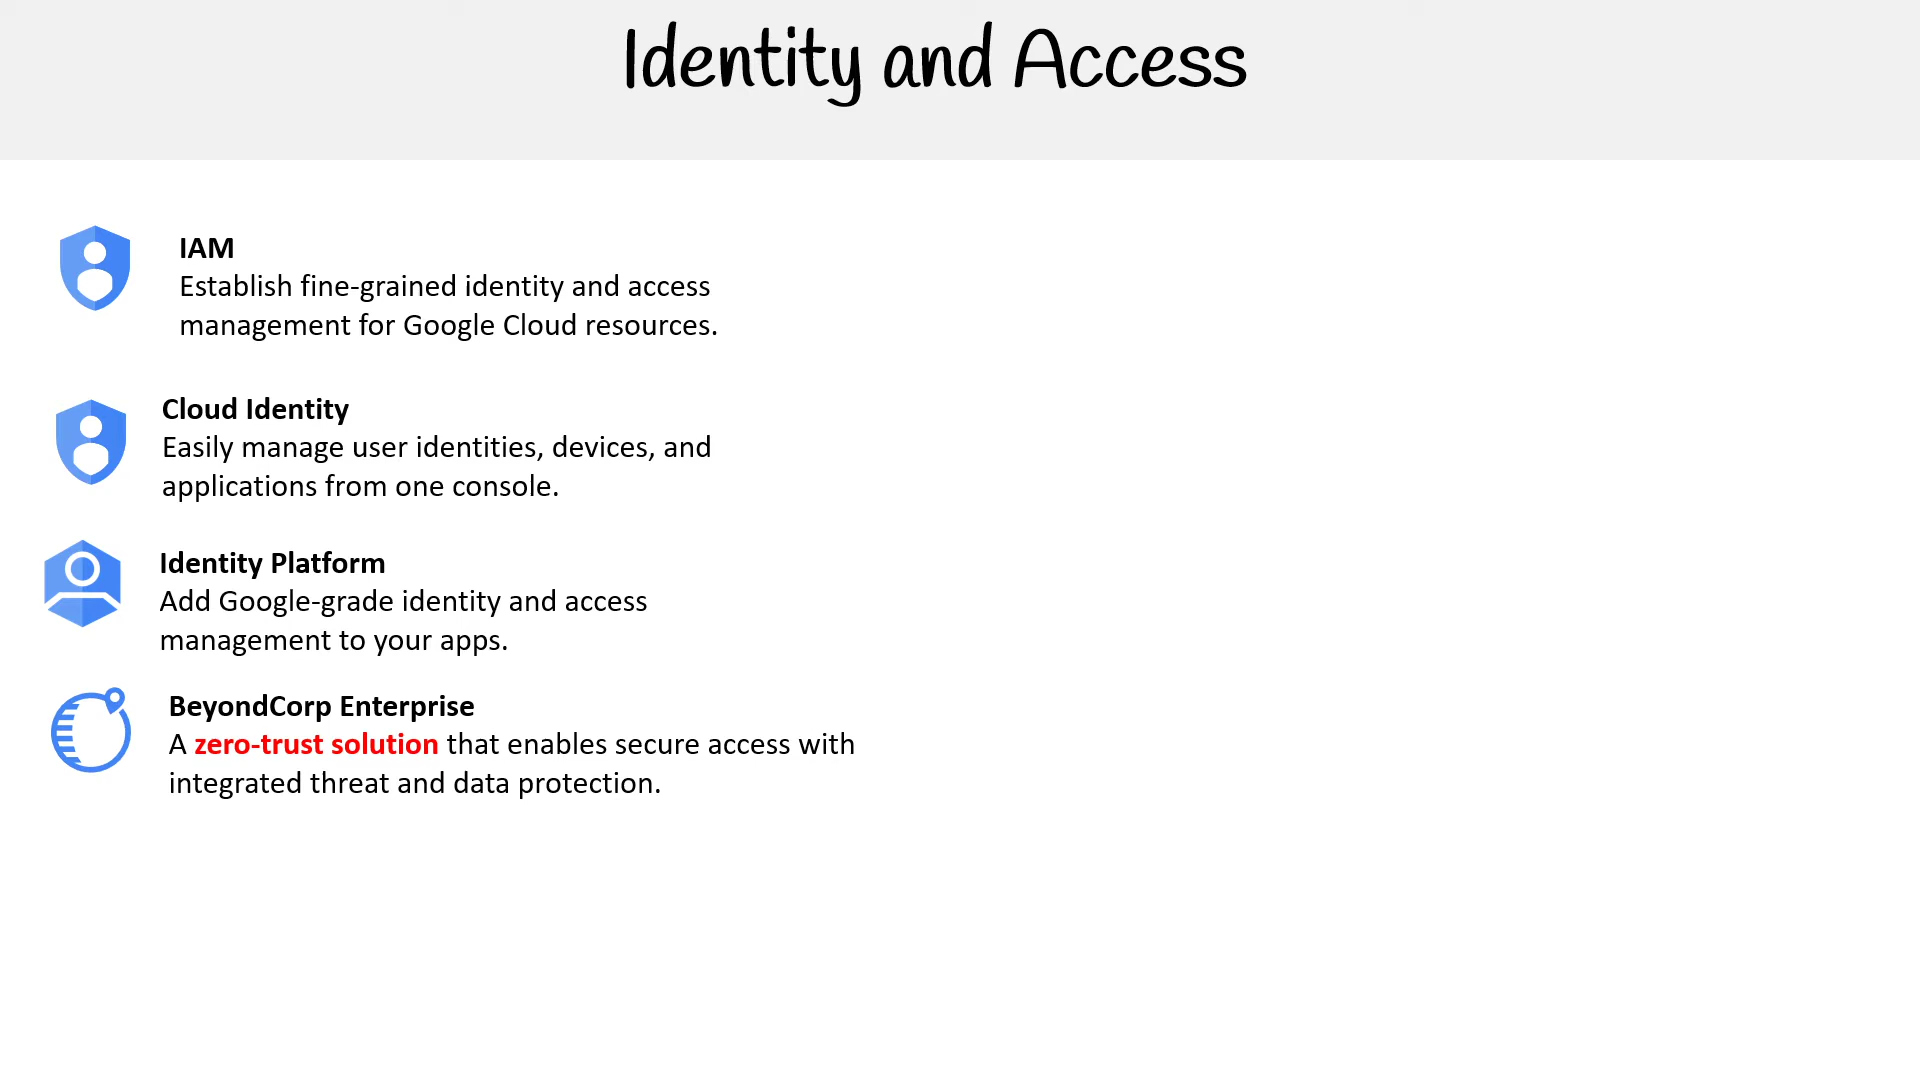 Identity and Access
IAM
Establish fine-grained identity and access
management for Google Cloud resources.
Cloud Identity
Easily manage user identities, devices, and
applications from one console.
Identity Platform
Add Google-grade identity and access
management to your apps.
BeyondCorp Enterprise
A zero-trust solution that enables secure access with
integrated threat and data protection.